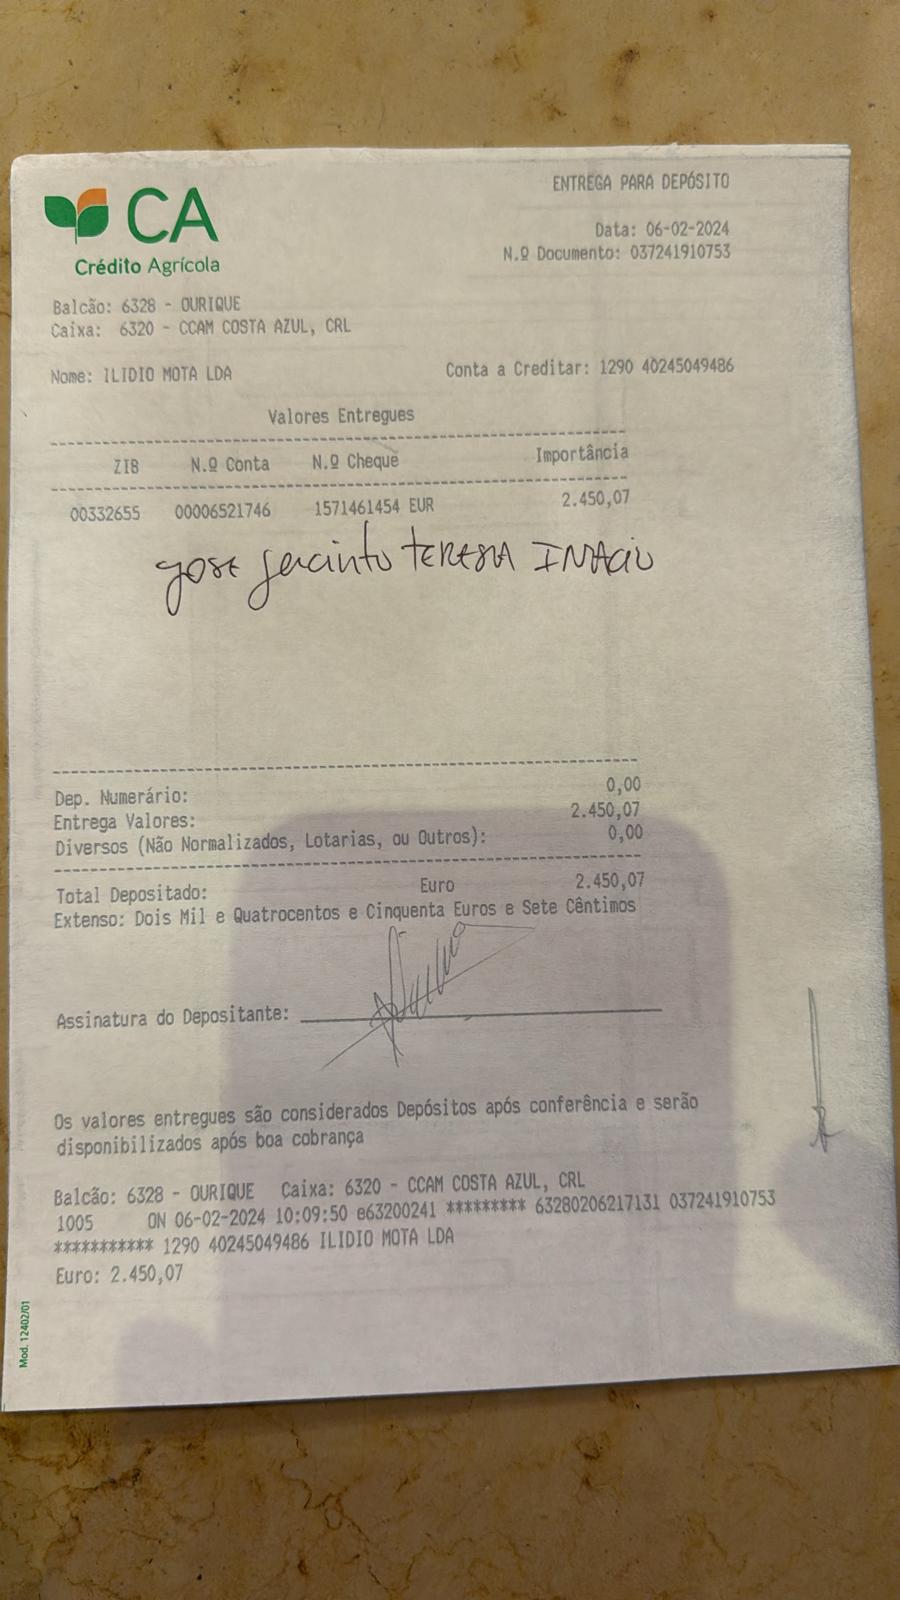 CA
Crédito Agrícola
ENTREGA PARA DEPÓSITO
Data: 06-02-2024
N.º Documento: 037241910753
Balcão: 6328 - OURIQUE
Caixa: 6320 - CCAM COSTA AZUL, CRL
Nome: ILIDIO MOTA LDA Conta a Creditar: 1290 40245049486
Valores Entregues
ZIB N.º Conta N.º Cheque Importância
00332655 00006521746 1571461454 EUR 2.450,07
JOSE Jacinto TERESA INACIO
Dep. Numerário: 0,00
Entrega Valores: 2.450,07
Diversos (Não Normalizados, Lotarias, ou Outros): 0,00
Total Depositado: Euro 2.450,07
Extenso: Dois Mil e Quatrocentos e Cinquenta Euros e Sete Cêntimos
Assinatura do Depositante:
Os valores entregues são considerados Depósitos após conferência e serão
disponibilizados após boa cobrança
Balcão: 6328 - OURIQUE Caixa: 6320 - CCAM COSTA AZUL, CRL
1005 ON 06-02-2024 10:09:50 e63200241 ********* 63280206217131 037241910753
*********** 1290 40245049486 ILIDIO MOTA LDA
Euro: 2.450,07
Mod. 12402/01